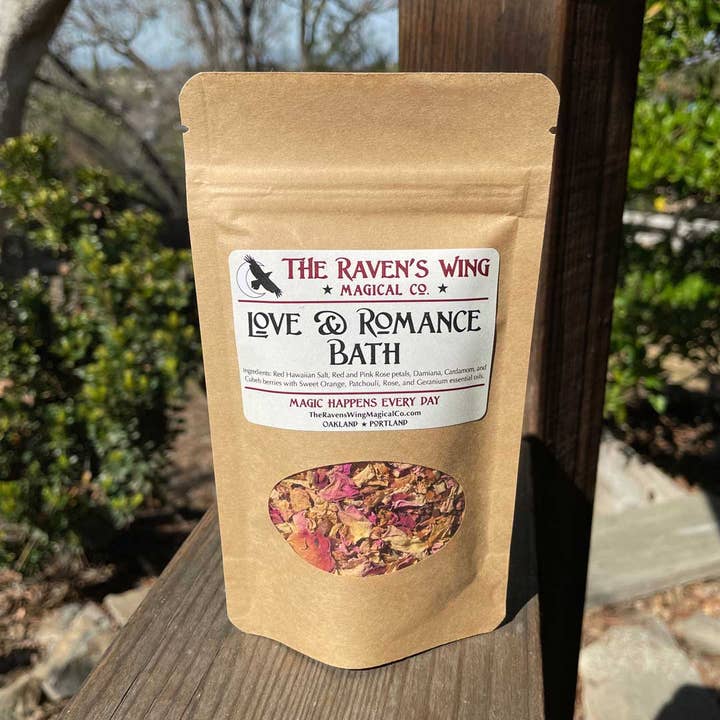 THE RAVEN'S WING
★ MAGICAL CO. ★
LOVE & ROMANCE
BATH
Ingredients: Red Hawaiian Salt, Red and Pink Rose petals, Damiana, Cardamom, and
Cubeb berries with Sweet Orange, Patchouli, Rose, and Geranium essential oils.
MAGIC HAPPENS EVERY DAY
TheRavensWingMagicalCo.com
OAKLAND ★ PORTLAND